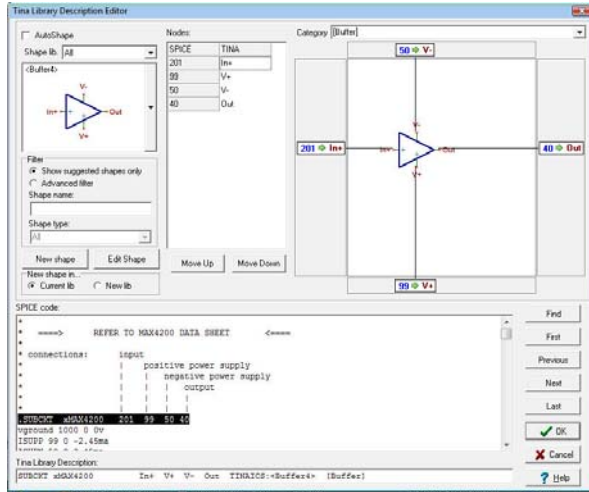 Tina Library Description Editor
AutoShape
Shape lib. All
<Buffer4>
V-
In+
Out
V+
Filter
Show suggested shapes only
Advanced filter
Shape name:
Shape type:
All
New shape
Edit Shape
New shape in...
Current lib
New lib
Nodes:
SPICE TINA
201 In+
99 V+
50 V-
40 Out
Move Up
Move Down
Category [Buffer]
50 V-
201 In+
V-
In+
Out
V+
40 Out
99 V+
SPICE code:
*
* ====> REFER TO MAX4200 DATA SHEET <====
*
* connections: input
* | positive power supply
* | | negative power supply
* | | | output
* | | | |
* | | | |
.SUBCKT xMAX4200 201 99 50 40
vground 1000 0 0v
ISUPP 99 0 -2.45ma
Find
First
Previous
Next
Last
OK
Cancel
Help
Tina Library Description:
SUBCKT xMAX4200 In+ V+ V- Out TINAICS:<Buffer4> [Buffer]